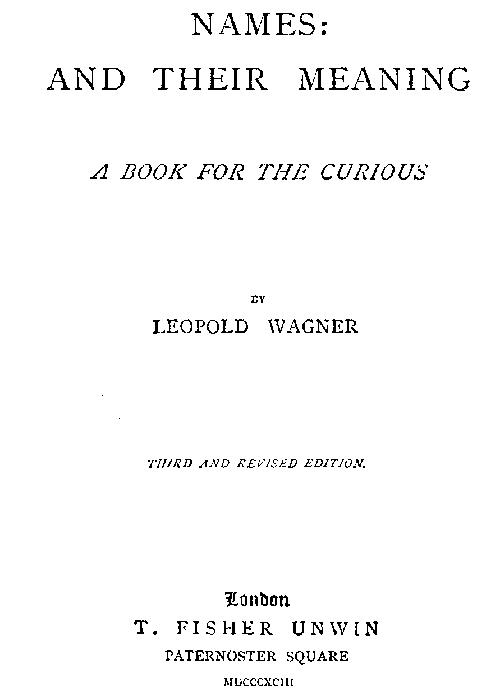 NAMES:
AND THEIR MEANING
A BOOK FOR THE CURIOUS
BY
LEOPOLD WAGNER
THIRD AND REVISED EDITION.
London
T. FISHER UNWIN
PATERNOSTER SQUARE
MDCCCXCIII